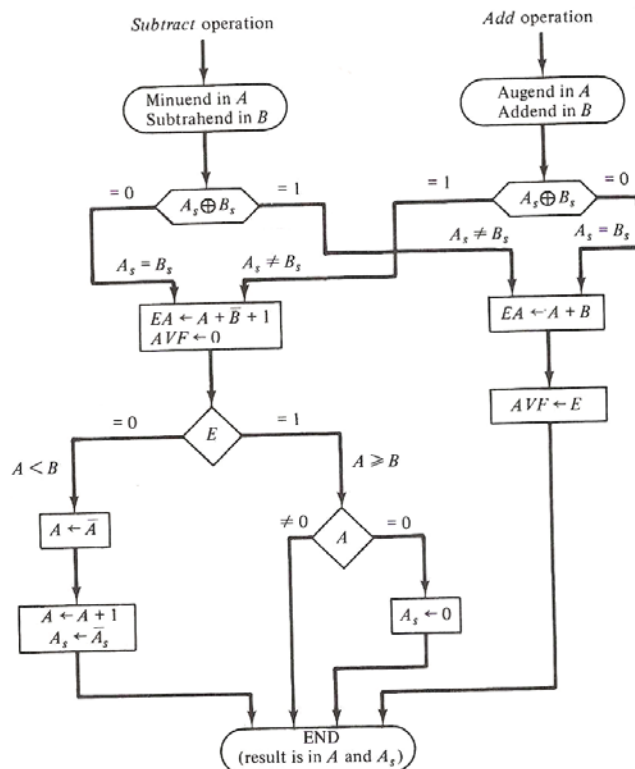 Subtract operation
Add operation
Minuend in A
Subtrahend in B
Augend in A
Addend in B
= 0
A_s ⊕ B_s
= 1
= 1
A_s ⊕ B_s
= 0
A_s = B_s
A_s ≠ B_s
A_s ≠ B_s
A_s = B_s
EA ← A + B̅ + 1
AVF ← 0
EA ← A + B
AVF ← E
= 0
E
= 1
A < B
A ⩾ B
A ← A̅
≠ 0
A
= 0
A ← A + 1
A_s ← A̅_s
A_s ← 0
END
(result is in A and A_s)